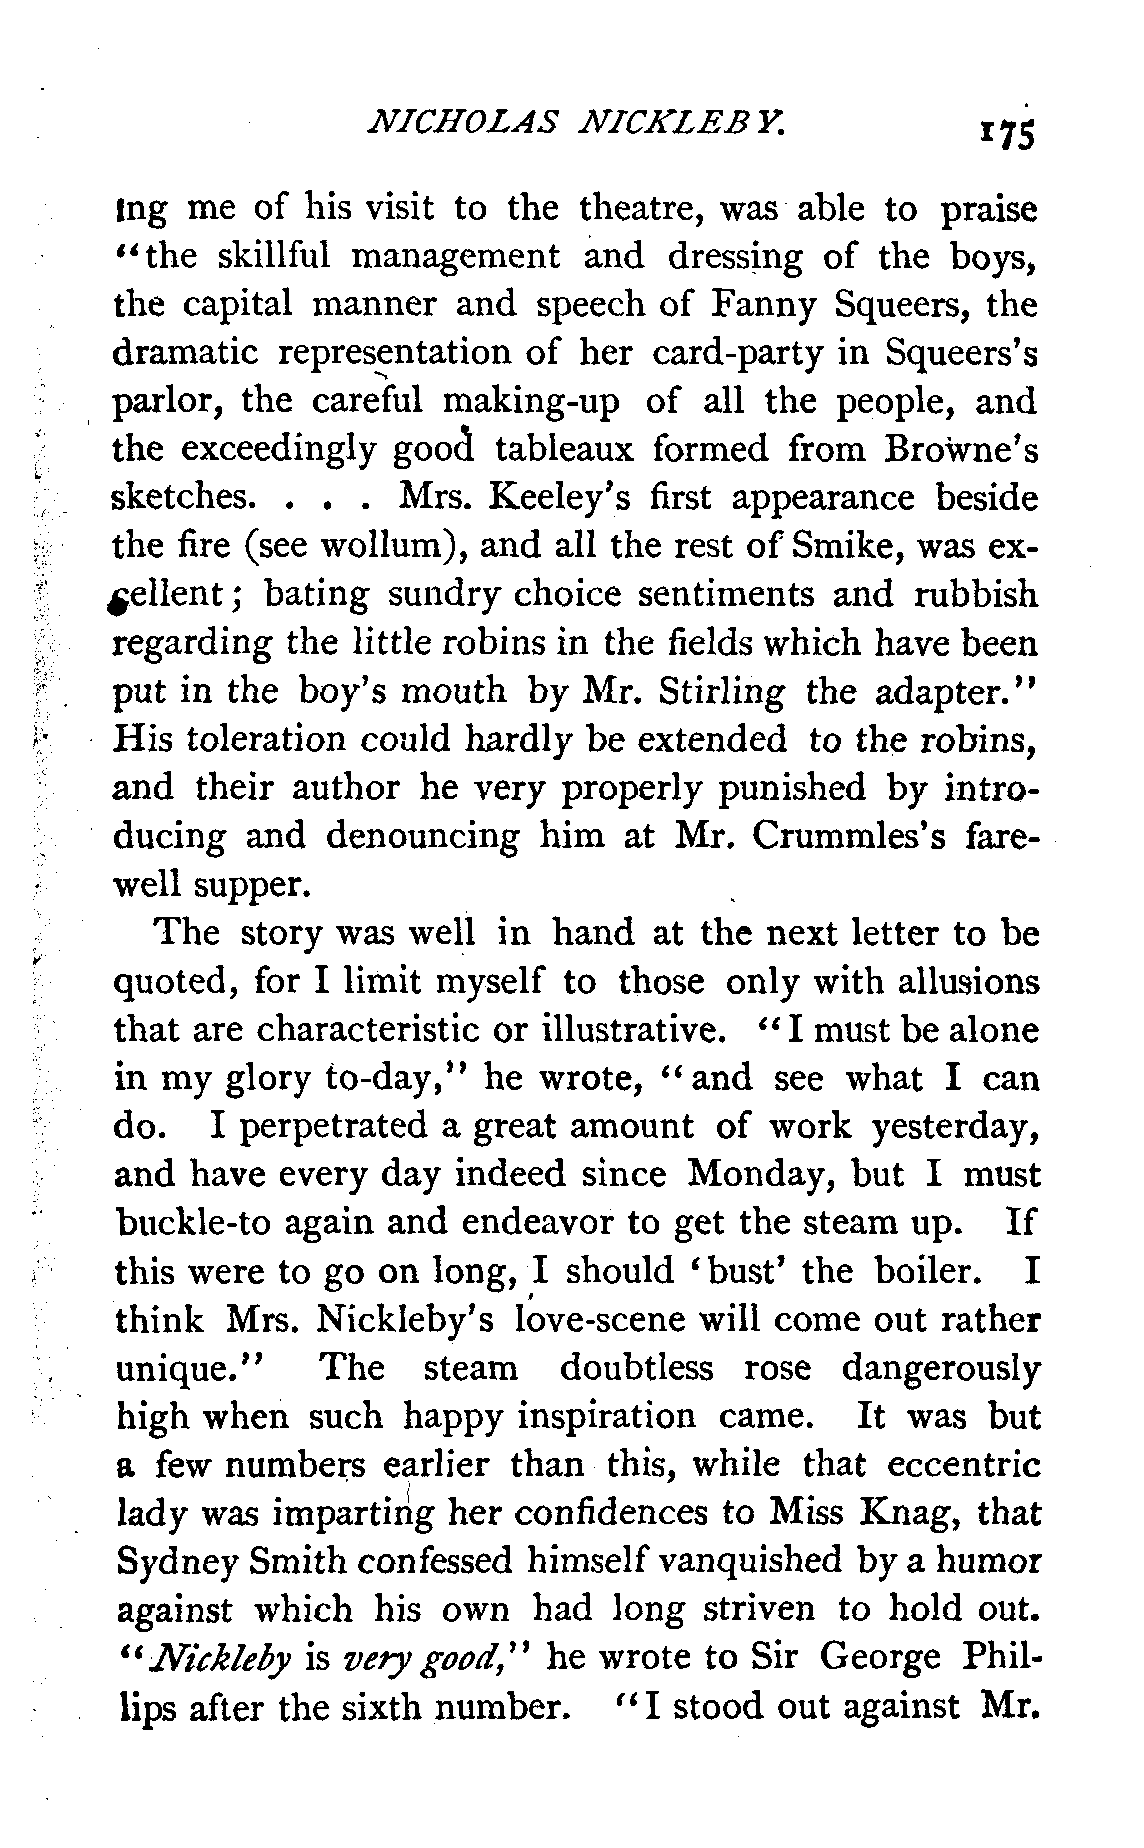 NICHOLAS NICKLEBY.
175
ing me of his visit to the theatre, was able to praise
“the skillful management and dressing of the boys,
the capital manner and speech of Fanny Squeers, the
dramatic representation of her card-party in Squeers's
parlor, the careful making-up of all the people, and
the exceedingly good tableaux formed from Browne's
sketches. . . . Mrs. Keeley's first appearance beside
the fire (see wollum), and all the rest of Smike, was ex-
cellent; bating sundry choice sentiments and rubbish
regarding the little robins in the fields which have been
put in the boy's mouth by Mr. Stirling the adapter.”
His toleration could hardly be extended to the robins,
and their author he very properly punished by intro-
ducing and denouncing him at Mr. Crummles's fare-
well supper.
The story was well in hand at the next letter to be
quoted, for I limit myself to those only with allusions
that are characteristic or illustrative. “I must be alone
in my glory to-day,” he wrote, “and see what I can
do. I perpetrated a great amount of work yesterday,
and have every day indeed since Monday, but I must
buckle-to again and endeavor to get the steam up. If
this were to go on long, I should ‘bust’ the boiler. I
think Mrs. Nickleby's love-scene will come out rather
unique.” The steam doubtless rose dangerously
high when such happy inspiration came. It was but
a few numbers earlier than this, while that eccentric
lady was imparting her confidences to Miss Knag, that
Sydney Smith confessed himself vanquished by a humor
against which his own had long striven to hold out.
“Nickleby is very good,” he wrote to Sir George Phil-
lips after the sixth number. “I stood out against Mr.